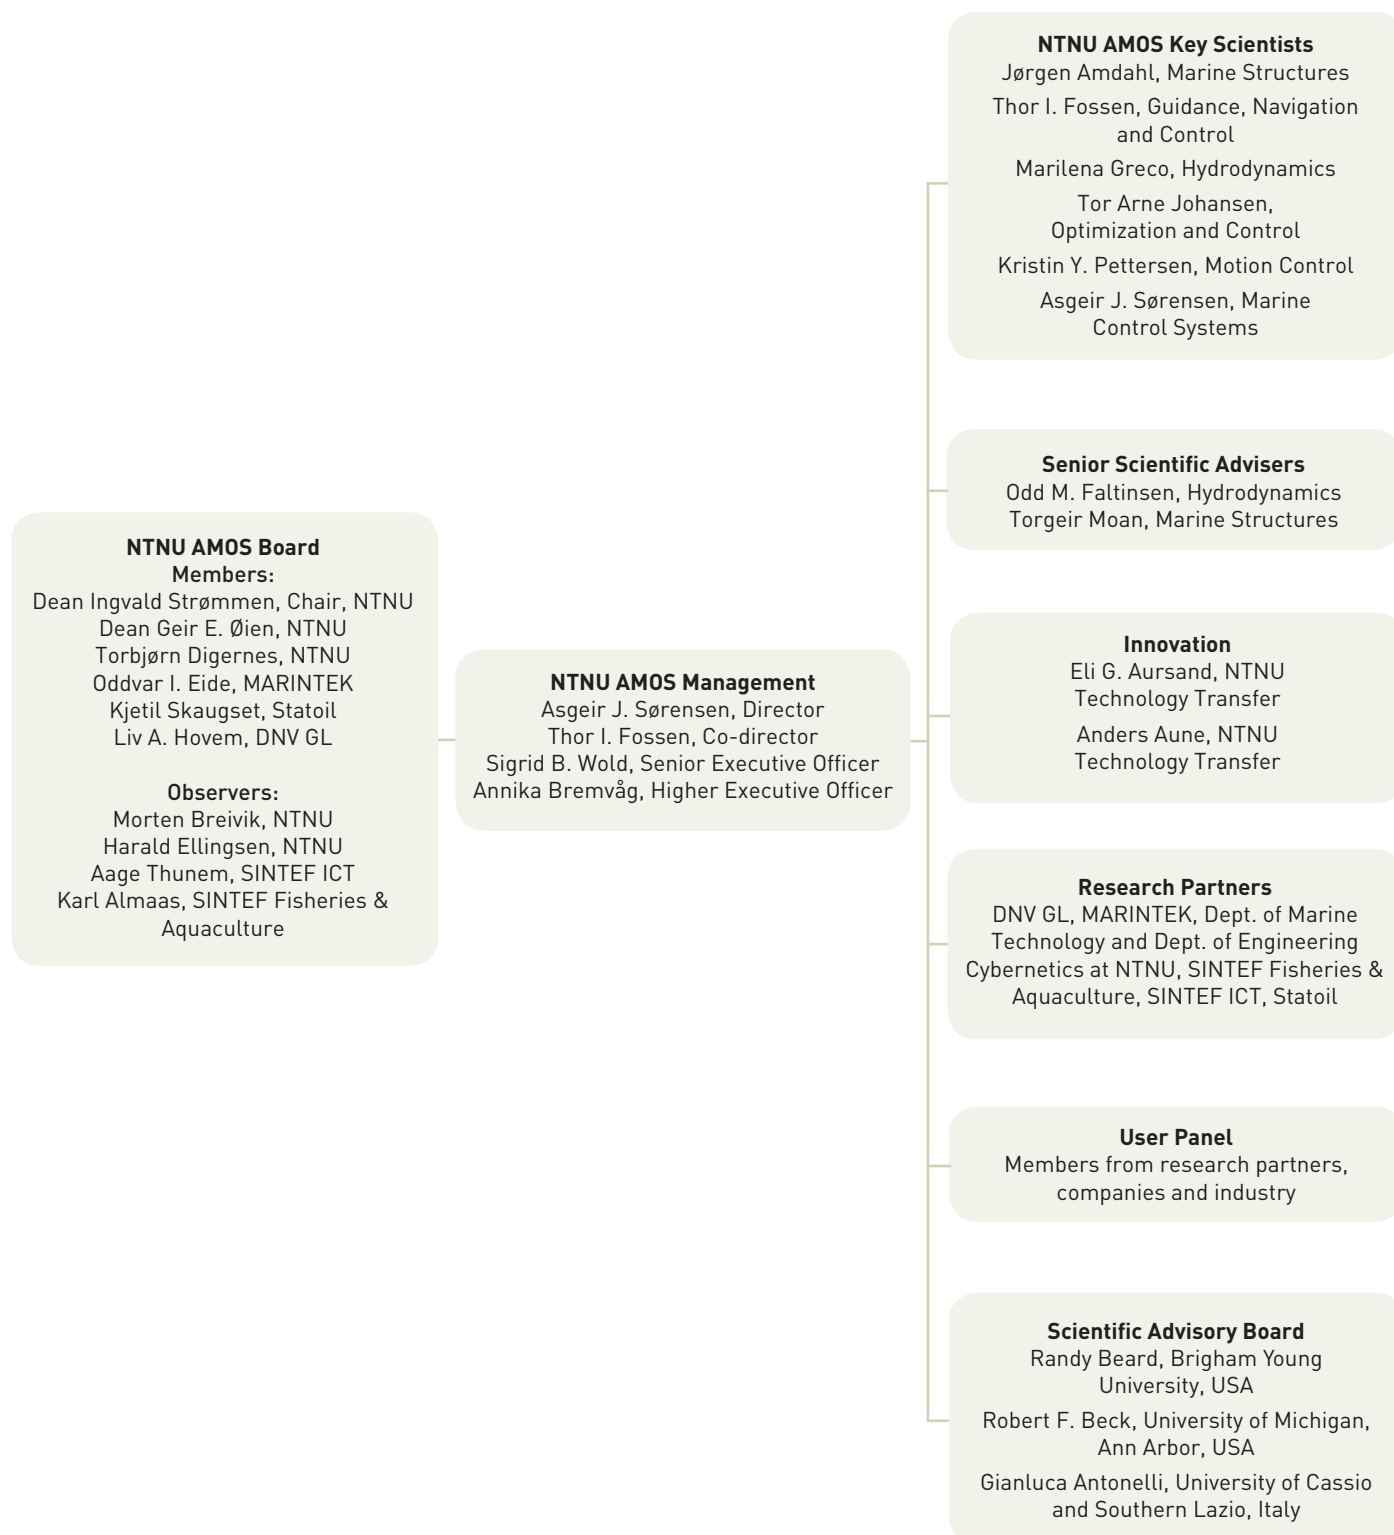 NTNU AMOS Board
Members:
Dean Ingvald Strømmen, Chair, NTNU
Dean Geir E. Øien, NTNU
Torbjørn Digernes, NTNU
Oddvar I. Eide, MARINTEK
Kjetil Skaugset, Statoil
Liv A. Hovem, DNV GL
Observers:
Morten Breivik, NTNU
Harald Ellingsen, NTNU
Aage Thunem, SINTEF ICT
Karl Almaas, SINTEF Fisheries &
Aquaculture
NTNU AMOS Management
Asgeir J. Sørensen, Director
Thor I. Fossen, Co-director
Sigrid B. Wold, Senior Executive Officer
Annika Bremvåg, Higher Executive Officer
NTNU AMOS Key Scientists
Jørgen Amdahl, Marine Structures
Thor I. Fossen, Guidance, Navigation
and Control
Marilena Greco, Hydrodynamics
Tor Arne Johansen,
Optimization and Control
Kristin Y. Pettersen, Motion Control
Asgeir J. Sørensen, Marine
Control Systems
Senior Scientific Advisers
Odd M. Faltinsen, Hydrodynamics
Torgeir Moan, Marine Structures
Innovation
Eli G. Aursand, NTNU
Technology Transfer
Anders Aune, NTNU
Technology Transfer
Research Partners
DNV GL, MARINTEK, Dept. of Marine
Technology and Dept. of Engineering
Cybernetics at NTNU, SINTEF Fisheries &
Aquaculture, SINTEF ICT, Statoil
User Panel
Members from research partners,
companies and industry
Scientific Advisory Board
Randy Beard, Brigham Young
University, USA
Robert F. Beck, University of Michigan,
Ann Arbor, USA
Gianluca Antonelli, University of Cassio
and Southern Lazio, Italy